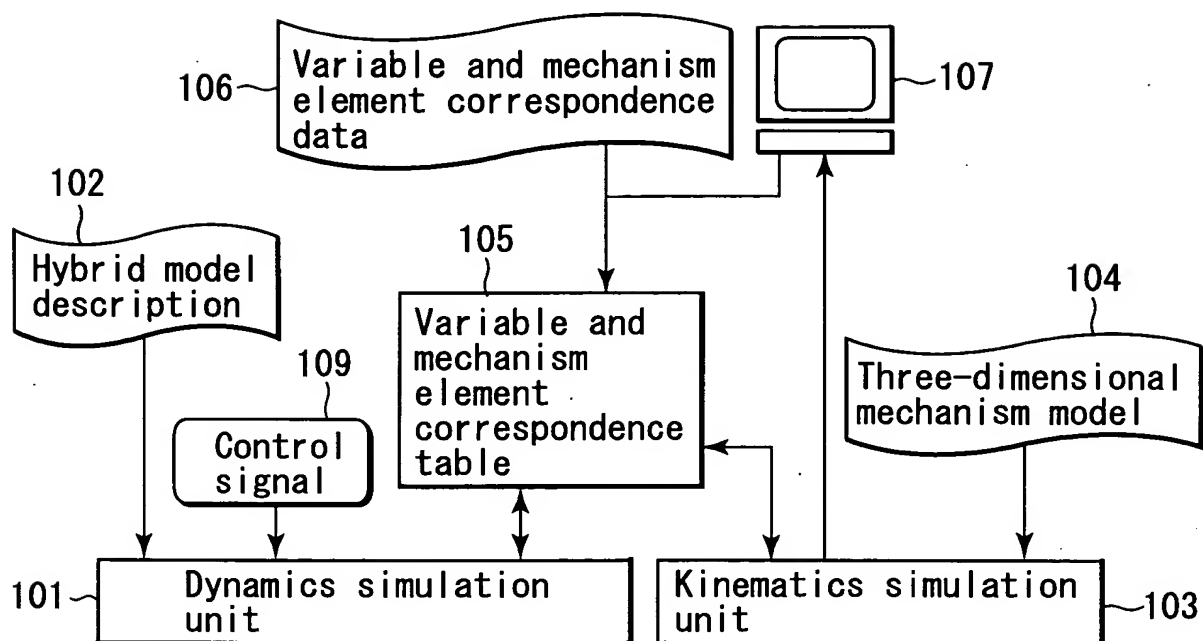 106
Variable and mechanism
element correspondence
data
107
102
Hybrid model
description
105
Variable and
mechanism
element
correspondence
table
104
Three-dimensional
mechanism model
109
Control
signal
101
Dynamics simulation
unit
Kinematics simulation
unit
103